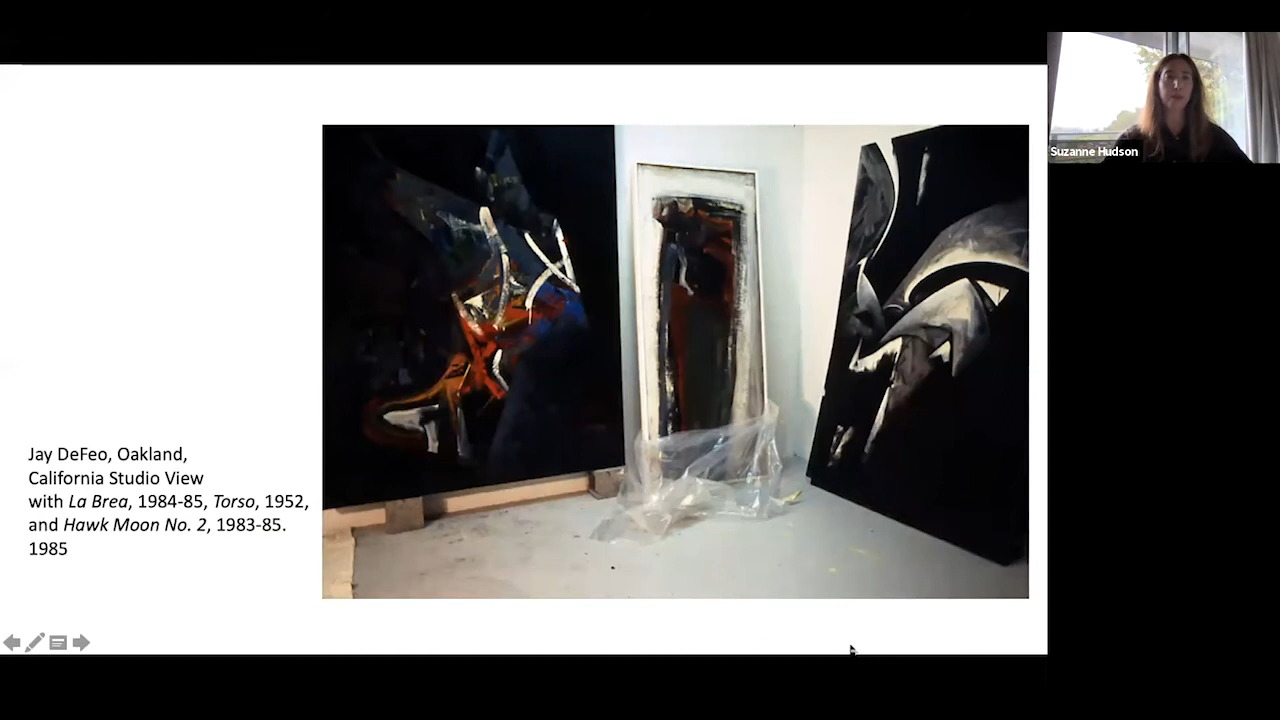 Suzanne Hudson
Jay DeFeo, Oakland,
California Studio View
with La Brea, 1984-85, Torso, 1952,
and Hawk Moon No. 2, 1983-85.
1985